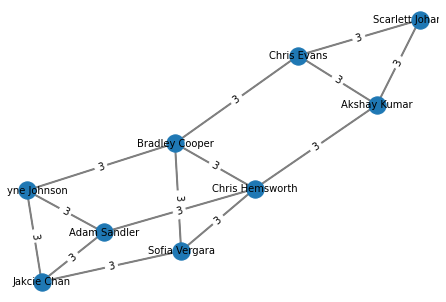 Scarlett Johan
3
Chris Evans
3
3
3
Akshay Kumar
Bradley Cooper
3
3
3
yne Johnson
Chris Hemsworth
3
3
3
3
Adam Sandler
3
Sofia Vergara
3
3
Jakcie Chan